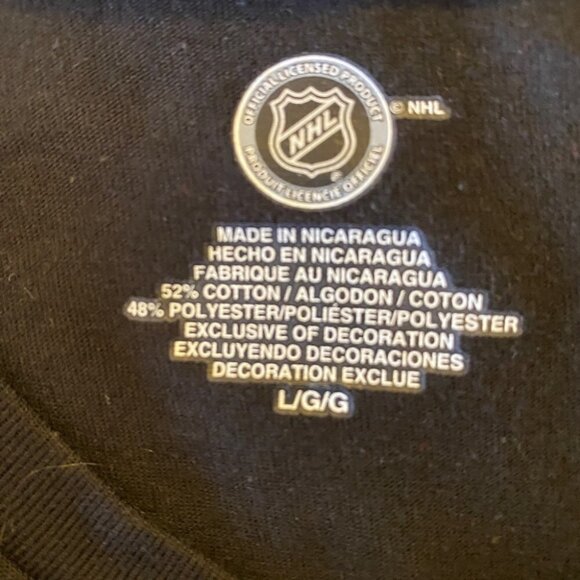 OFFICIAL LICENSED PRODUCT
NHL
®
PRODUIT LICENCIÉ OFFICIEL
© NHL
MADE IN NICARAGUA
HECHO EN NICARAGUA
FABRIQUE AU NICARAGUA
52% COTTON / ALGODON / COTON
48% POLYESTER/POLIÉSTER/POLYESTER
EXCLUSIVE OF DECORATION
EXCLUYENDO DECORACIONES
DECORATION EXCLUE
L/G/G